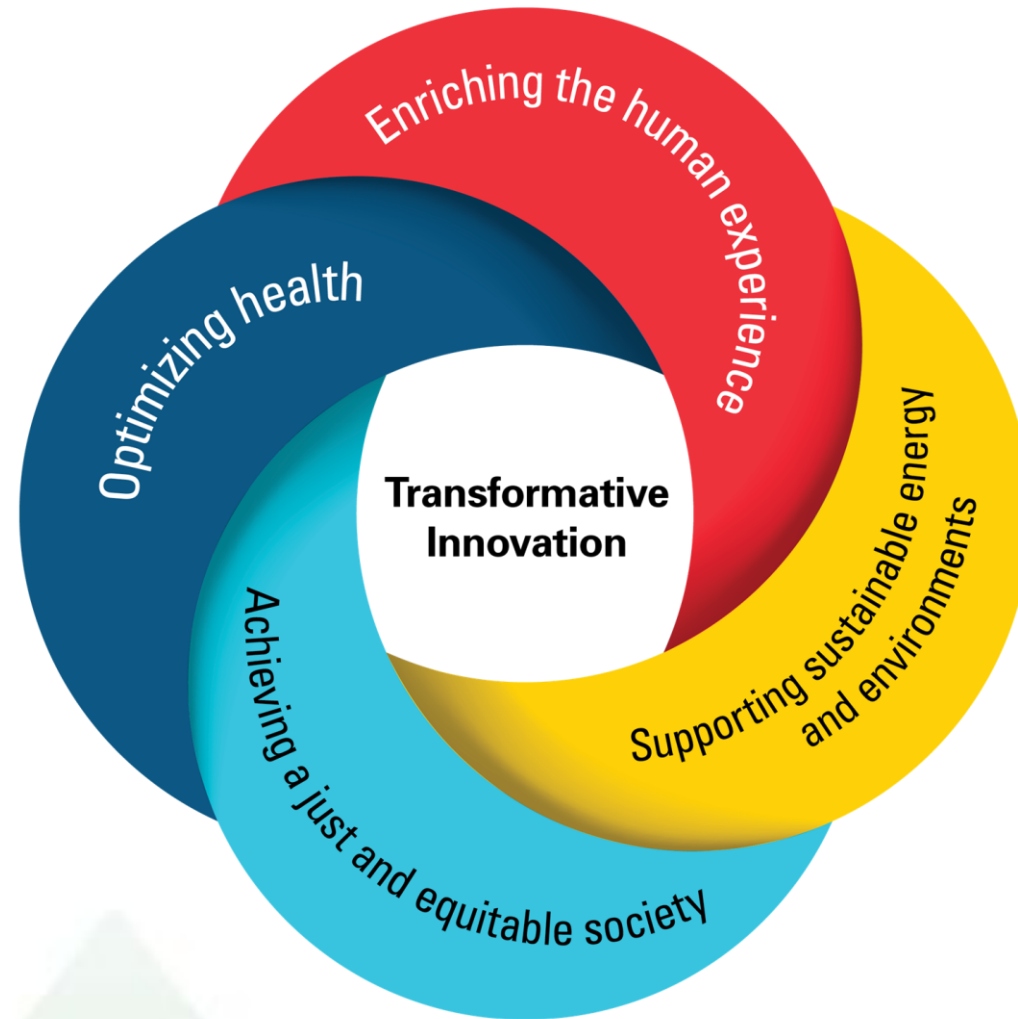 Enriching the human experience
Optimizing health
Transformative
Innovation
Supporting sustainable energy
and environments
Achieving a just and equitable society